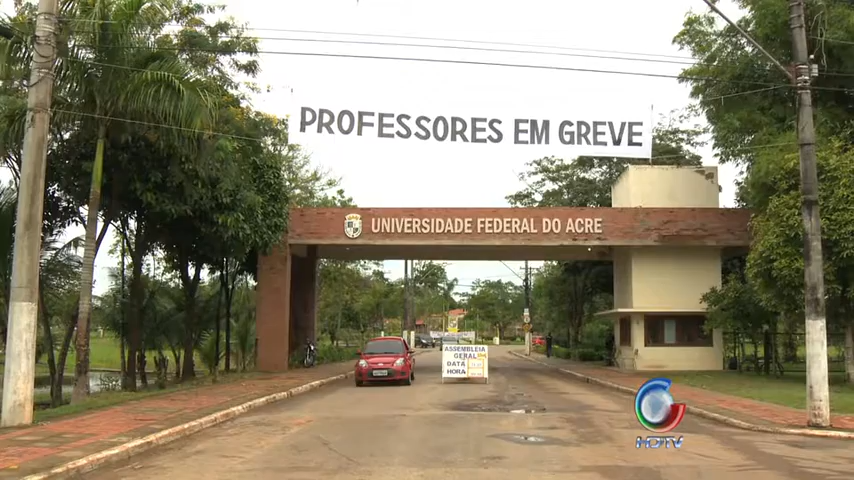 PROFESSORES EM GREVE
UNIVERSIDADE FEDERAL DO ACRE
ASSEMBLEIA
GERAL
DATA
HORA
HDTV